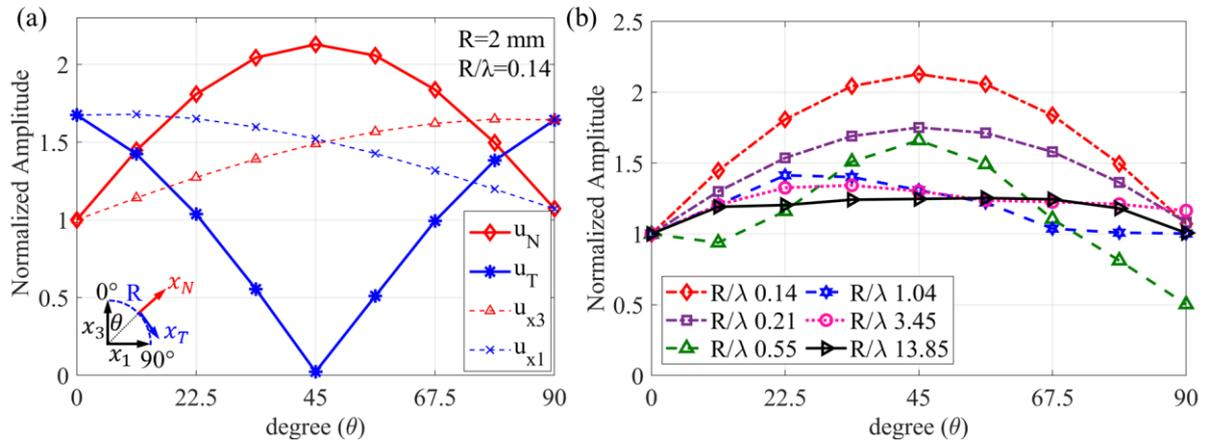 (a)
Normalized Amplitude
2
1.5
1
0.5
0
0
22.5
45
67.5
90
degree (θ)
R=2 mm
R/λ=0.14
u_N
u_T
u_x3
u_x1
0° R
x_N
x_3 θ
x_T
x_1 90°
(b)
Normalized Amplitude
2.5
2
1.5
1
0.5
0
0
22.5
45
67.5
90
degree (θ)
R/λ 0.14 R/λ 1.04
R/λ 0.21 R/λ 3.45
R/λ 0.55 R/λ 13.85